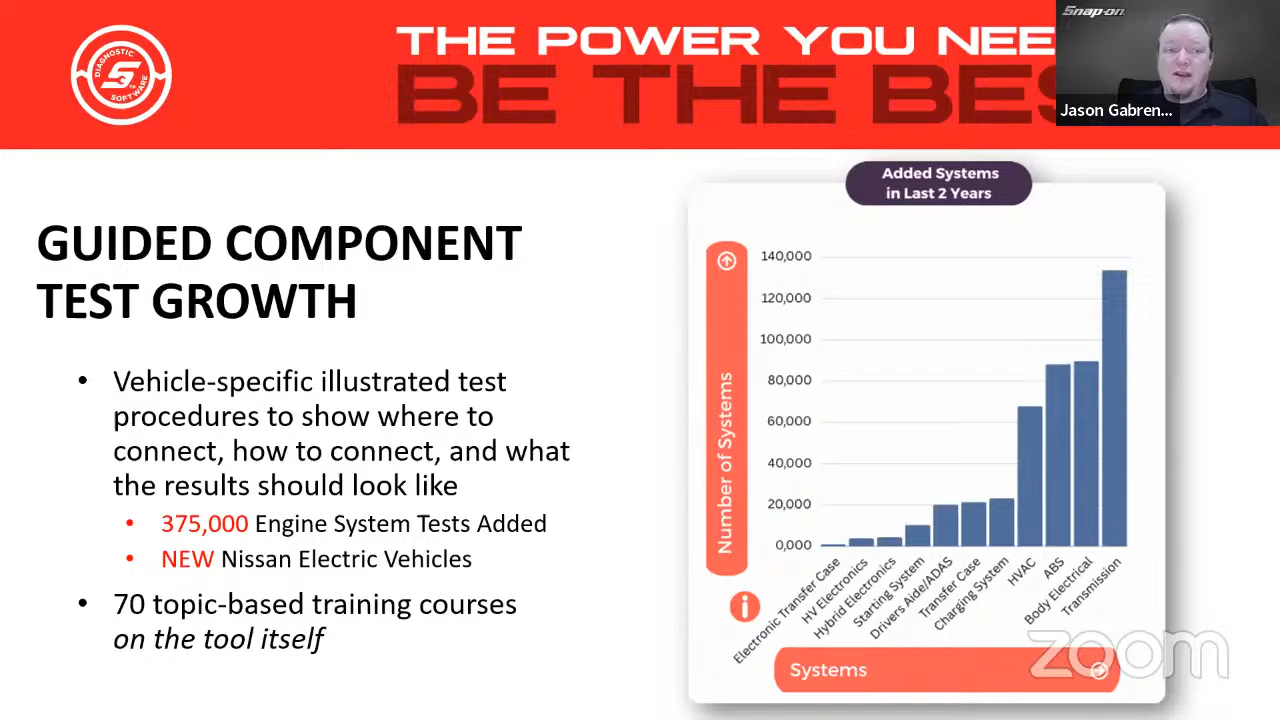 DIAGNOSTIC
S
TM
SOFTWARE
THE POWER YOU NEE
BE THE BES
Snap-on
Jason Gabren...
Added Systems
in Last 2 Years
GUIDED COMPONENT
TEST GROWTH
• Vehicle-specific illustrated test
procedures to show where to
connect, how to connect, and what
the results should look like
• 375,000 Engine System Tests Added
• NEW Nissan Electric Vehicles
• 70 topic-based training courses
on the tool itself
Number of Systems
140,000
120,000
100,000
80,000
60,000
40,000
20,000
0,000
Electronic Transfer Case
HV Electronics
Hybrid Electronics
Starting System
Drivers Aide/ADAS
Transfer Case
Charging System
HVAC
ABS
Body Electrical
Transmission
i
Systems
zoom